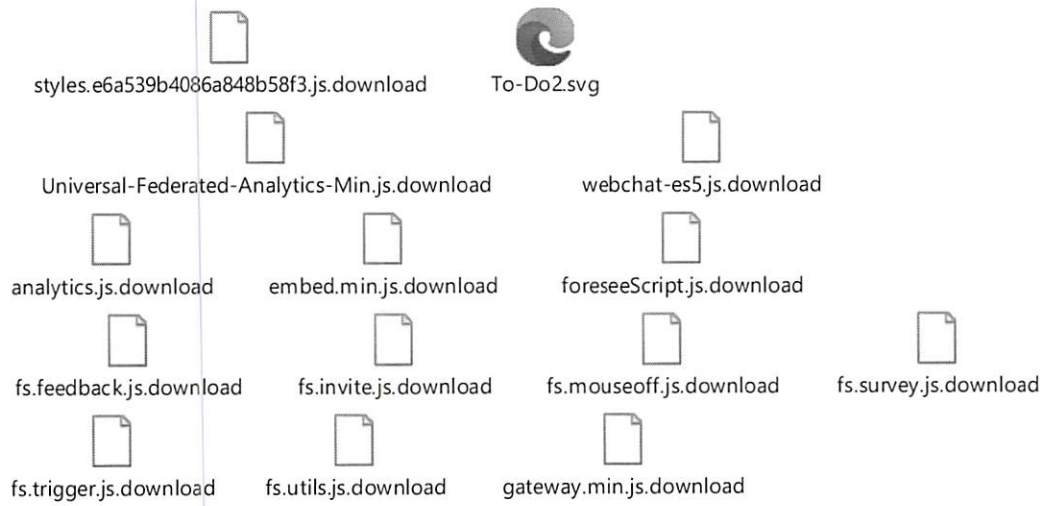 styles.e6a539b4086a848b58f3.js.download To-Do2.svg
Universal-Federated-Analytics-Min.js.download webchat-es5.js.download
analytics.js.download embed.min.js.download foreseeScript.js.download
fs.feedback.js.download fs.invite.js.download fs.mouseoff.js.download fs.survey.js.download
fs.trigger.js.download fs.utils.js.download gateway.min.js.download